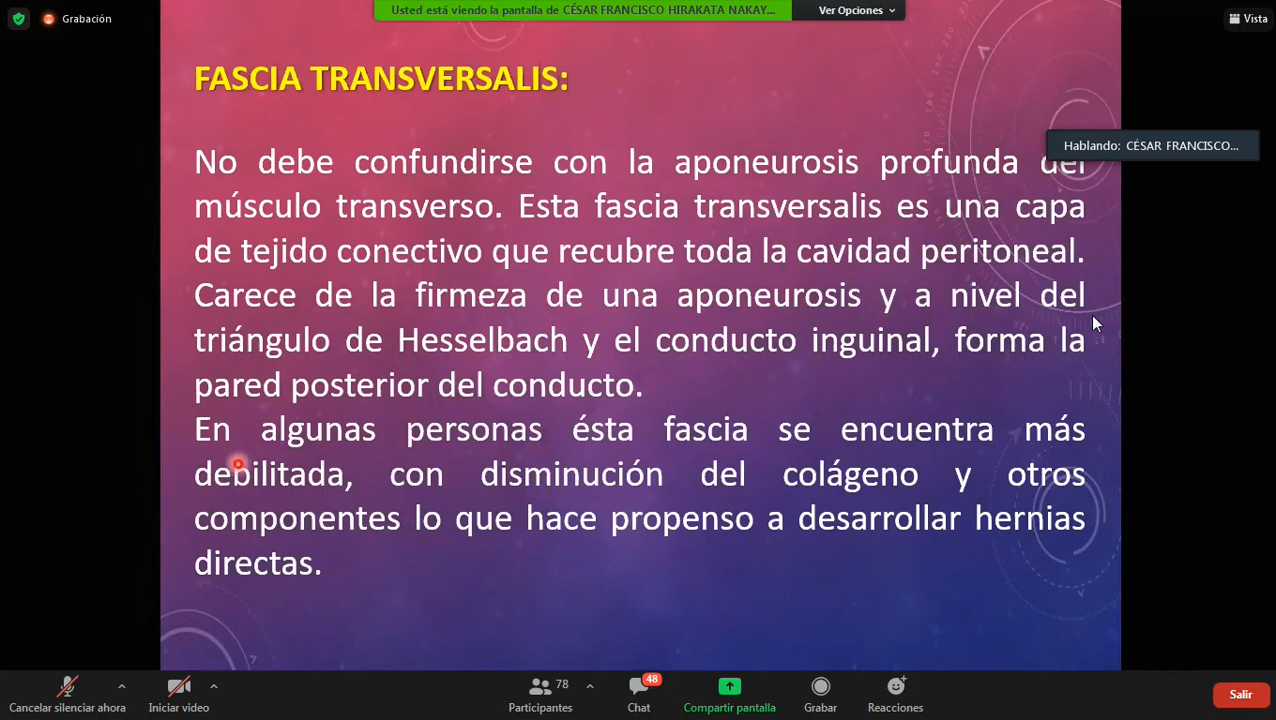 Grabación
Usted está viendo la pantalla de CÉSAR FRANCISCO HIRAKATA NAKAY...
Ver Opciones
Vista
FASCIA TRANSVERSALIS:
Hablando: CÉSAR FRANCISCO...
No debe confundirse con la aponeurosis profunda del
músculo transverso. Esta fascia transversalis es una capa
de tejido conectivo que recubre toda la cavidad peritoneal.
Carece de la firmeza de una aponeurosis y a nivel del
triángulo de Hesselbach y el conducto inguinal, forma la
pared posterior del conducto.
En algunas personas ésta fascia se encuentra más
debilitada, con disminución del colágeno y otros
componentes lo que hace propenso a desarrollar hernias
directas.
78
48
Cancelar silenciar ahora
Iniciar video
Participantes
Chat
Compartir pantalla
Grabar
Reacciones
Salir